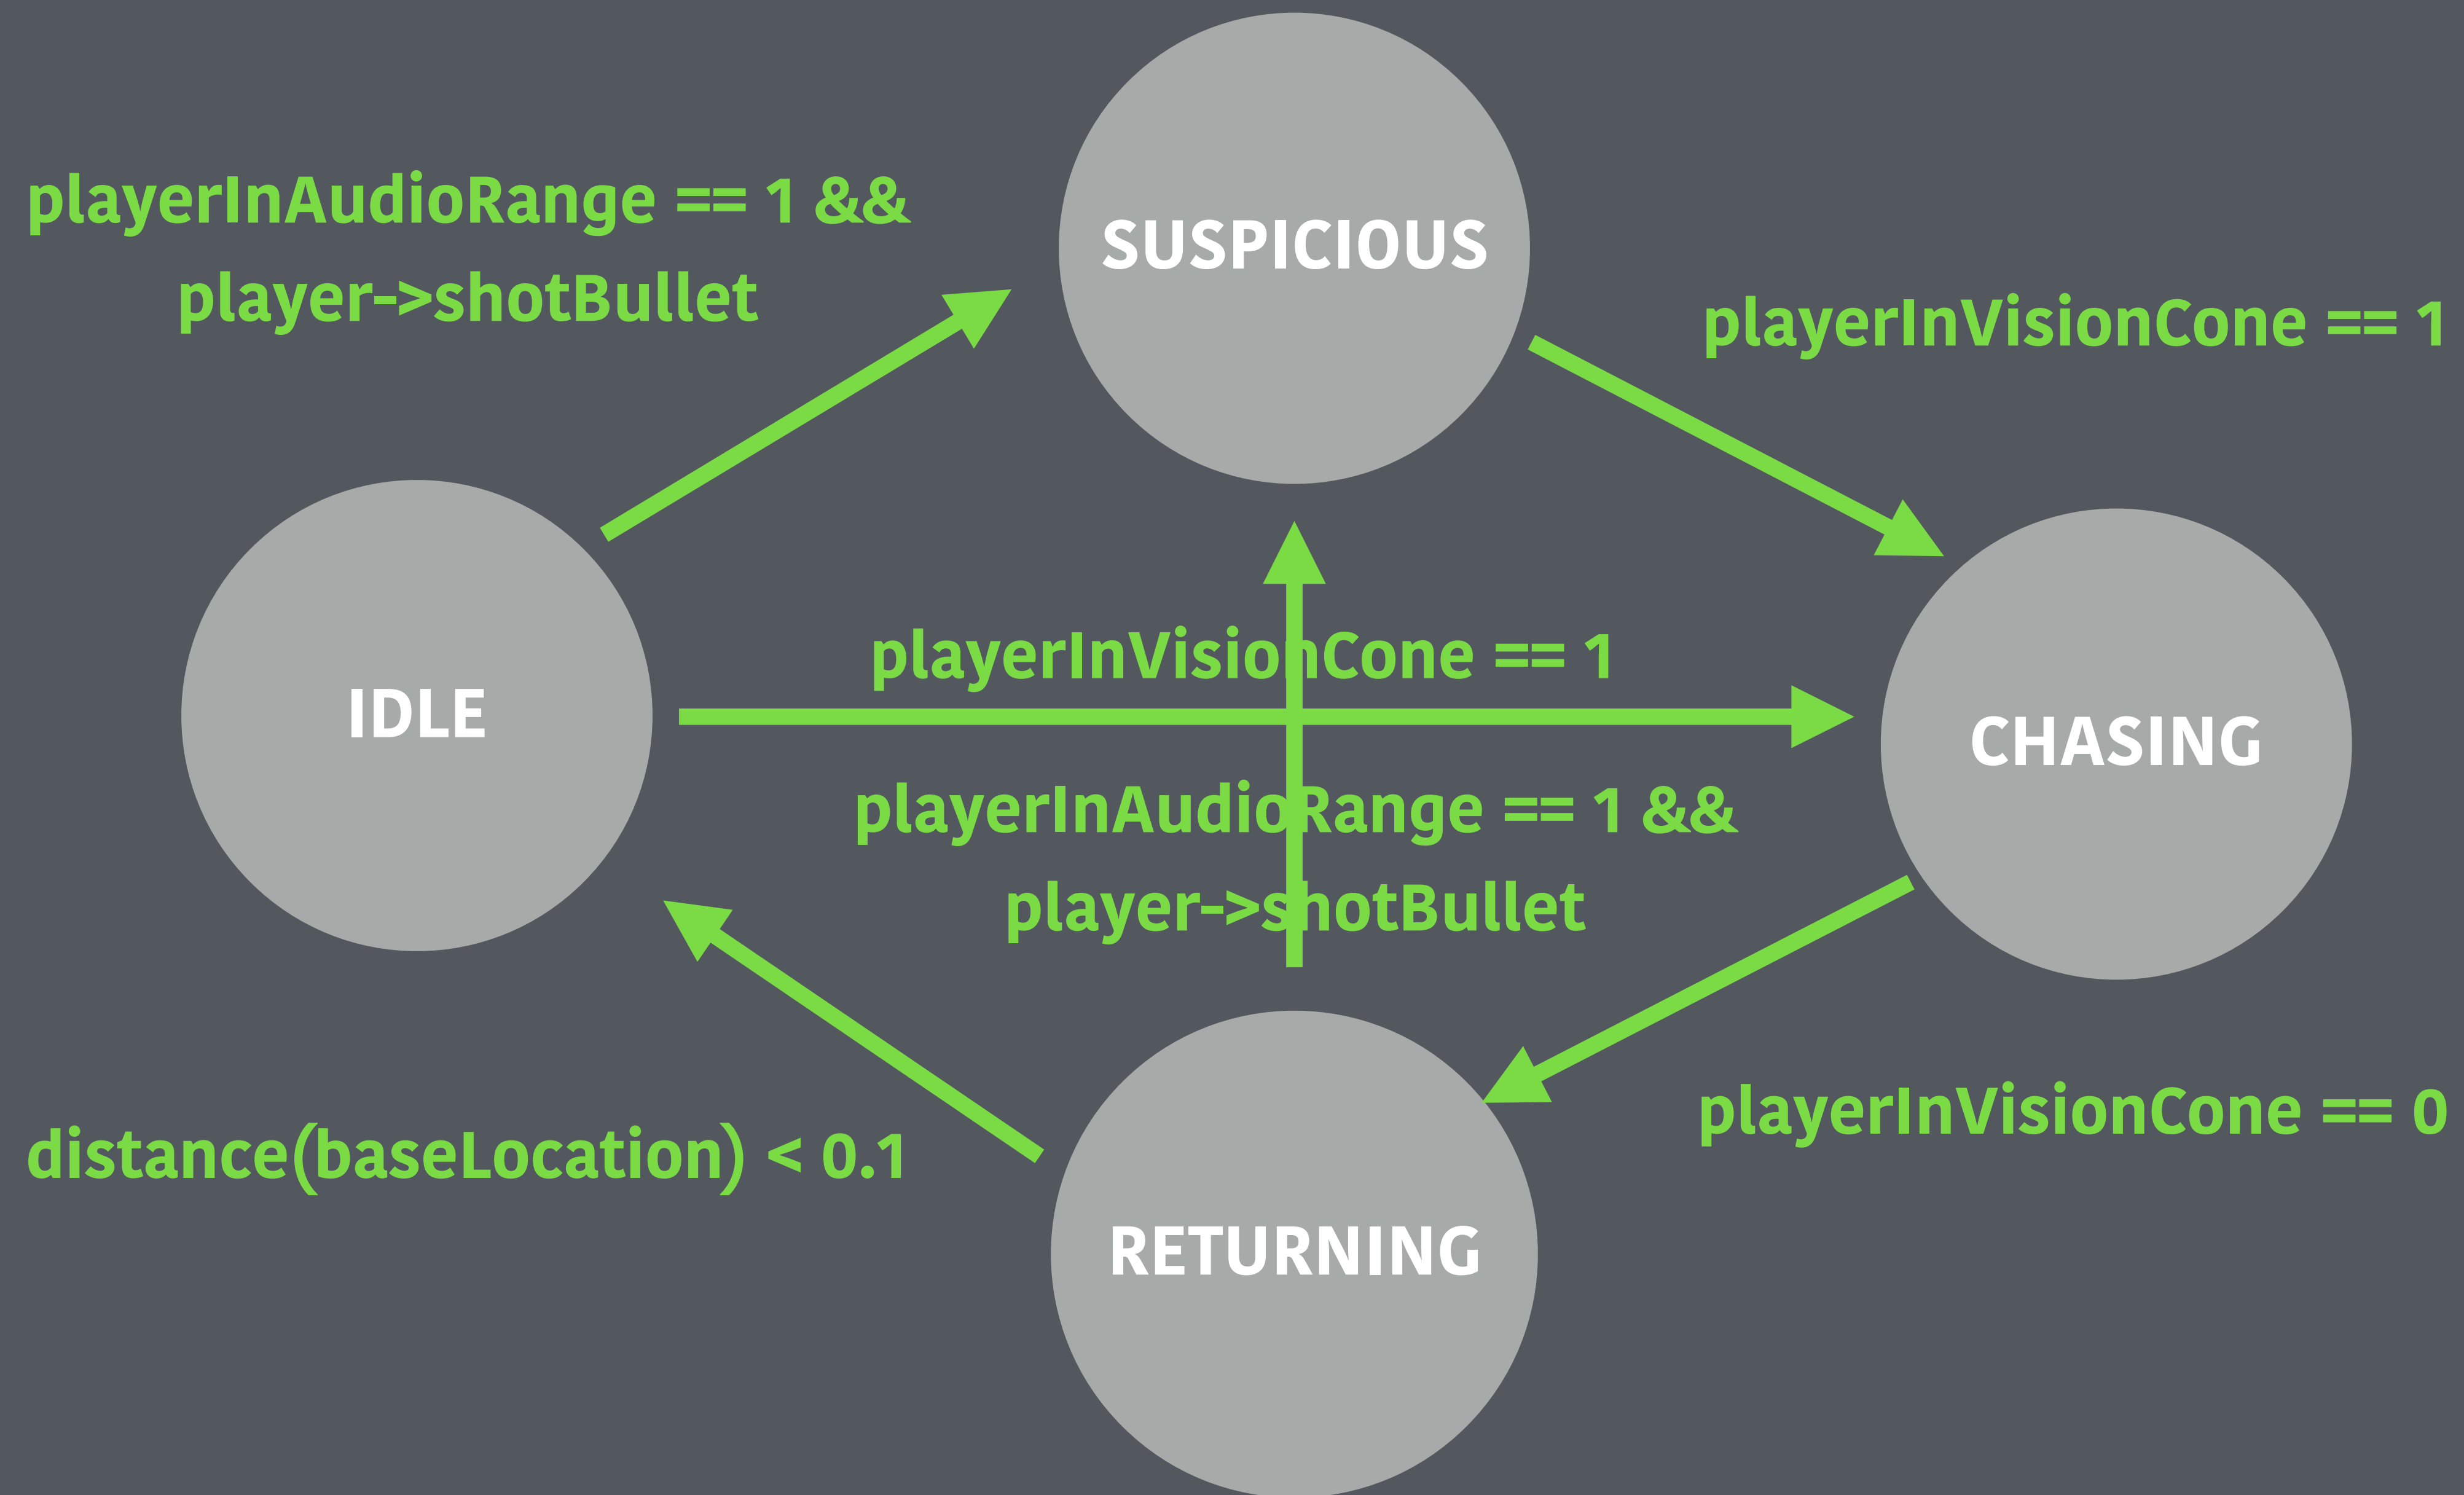 SUSPICIOUS
playerInAudioRange == 1 &&
player->shotBullet
playerInVisionCone == 1
IDLE
playerInVisionCone == 1
CHASING
playerInAudioRange == 1 &&
player->shotBullet
distance(baseLocation) < 0.1
playerInVisionCone == 0
RETURNING